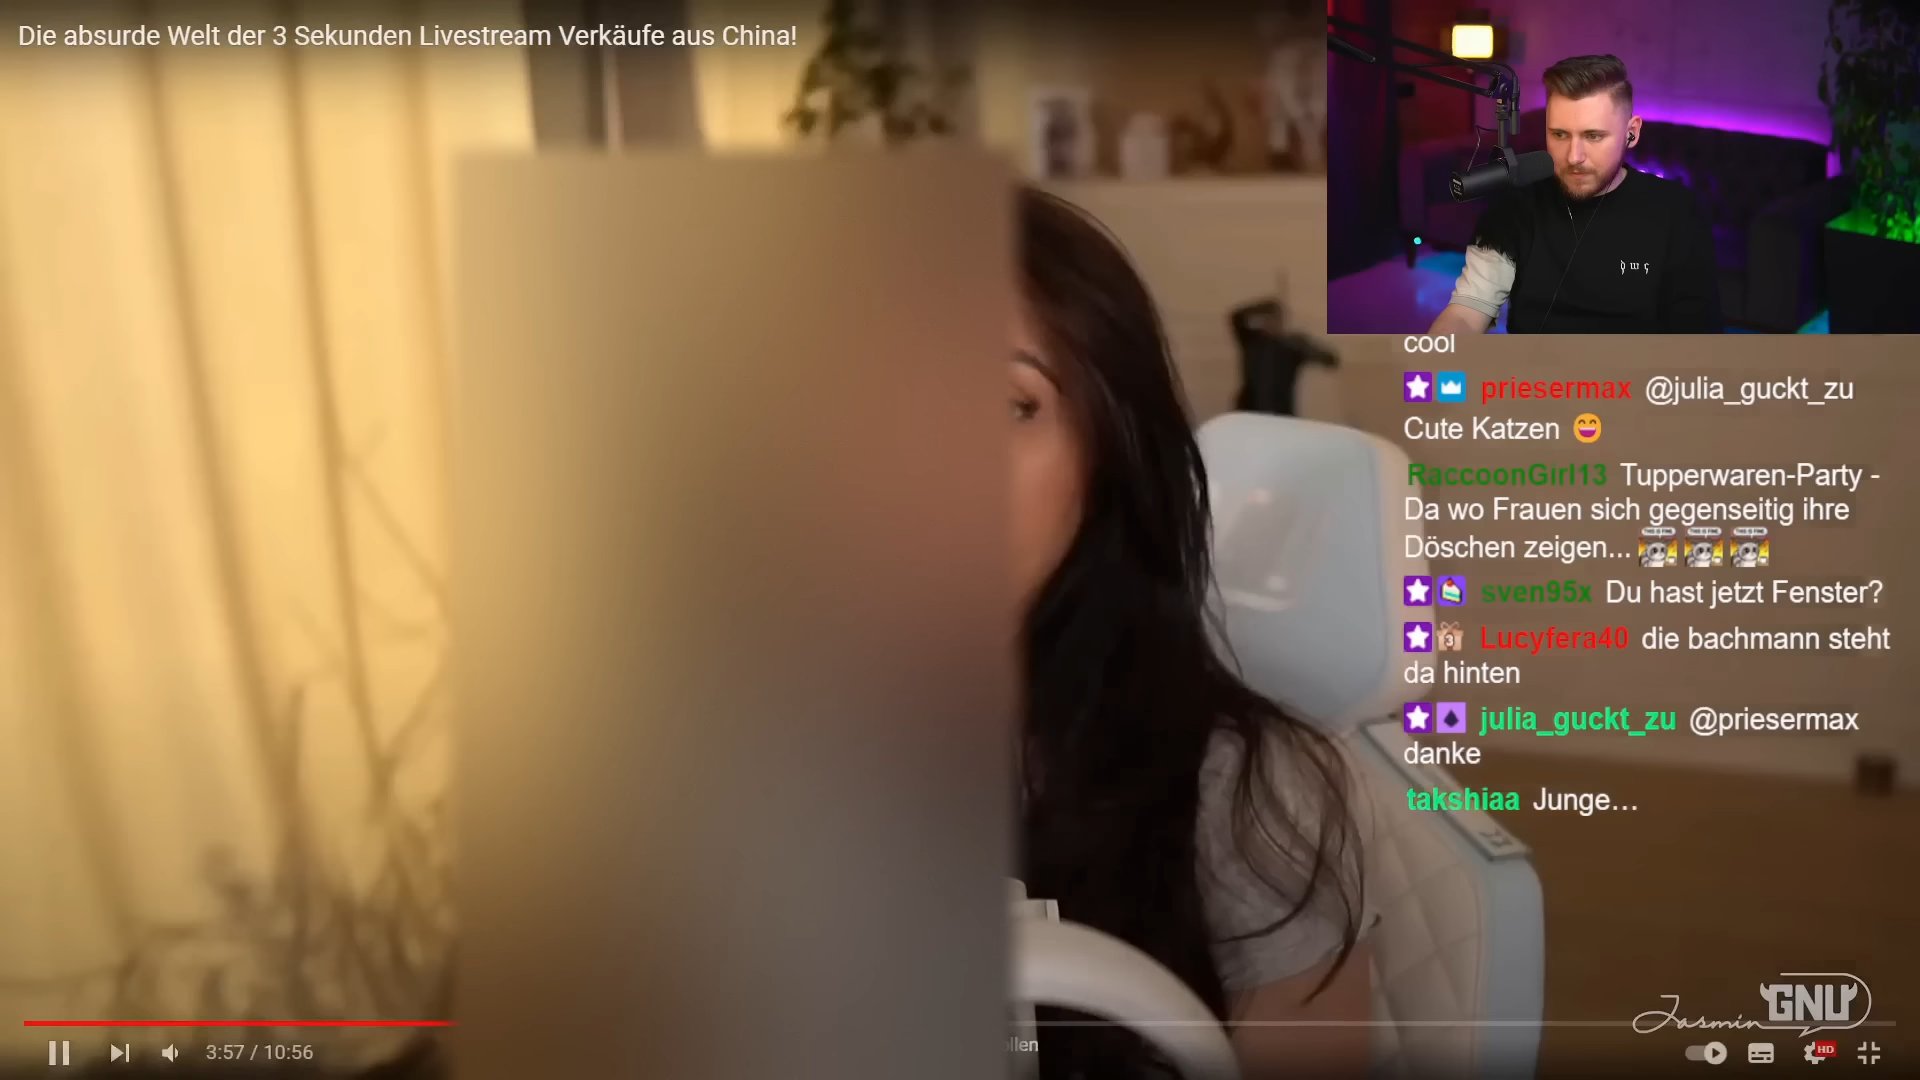 Die absurde Welt der 3 Sekunden Livestream Verkäufe aus China!
cool
priesermax @julia_guckt_zu
Cute Katzen
RaccoonGirl13 Tupperwaren-Party -
Da wo Frauen sich gegenseitig ihre
Döschen zeigen...
sven95x Du hast jetzt Fenster?
Lucyfera40 die bachmann steht
da hinten
julia_guckt_zu @priesermax
danke
takshiaa Junge...
Jasmin GNU
3:57 / 10:56
ollen
HD